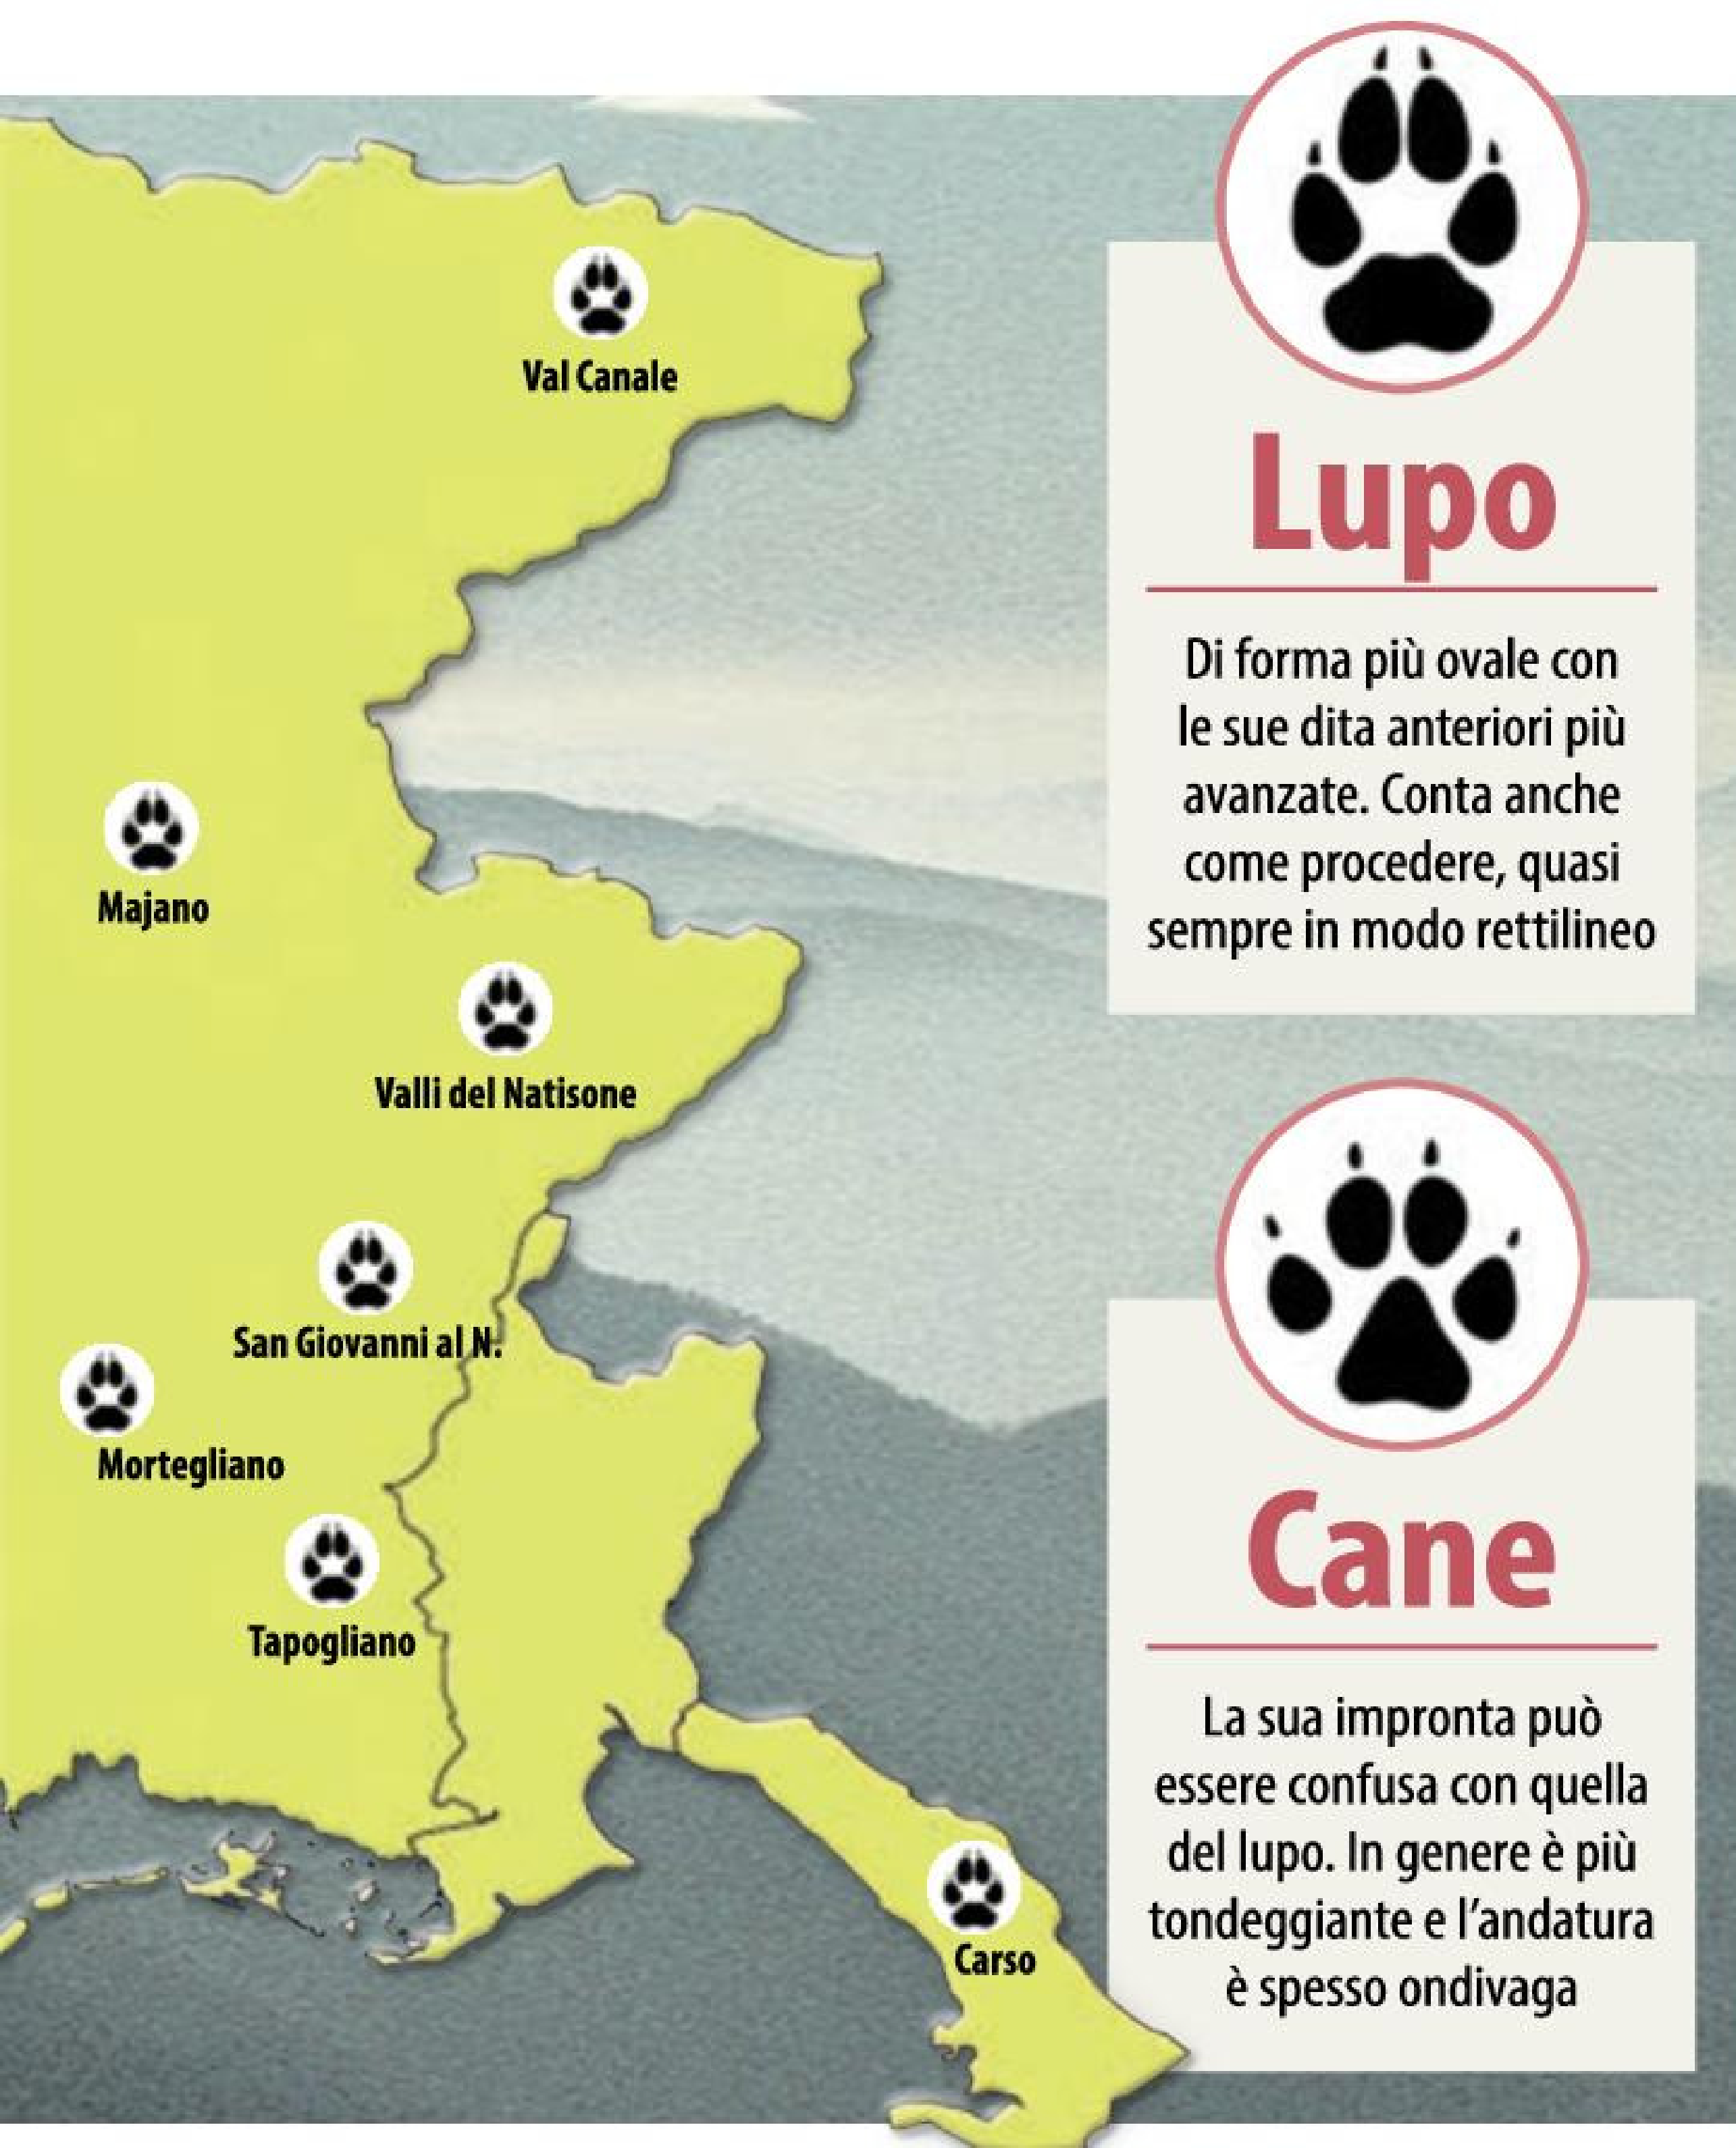 Val Canale
Majano
Valli del Natisone
San Giovanni al N.
Mortegliano
Tapogliano
Carso
Lupo
Di forma più ovale con
le sue dita anteriori più
avanzate. Conta anche
come procedere, quasi
sempre in modo rettilineo
Cane
La sua impronta può
essere confusa con quella
del lupo. In genere è più
tondeggiante e l'andatura
è spesso ondivaga